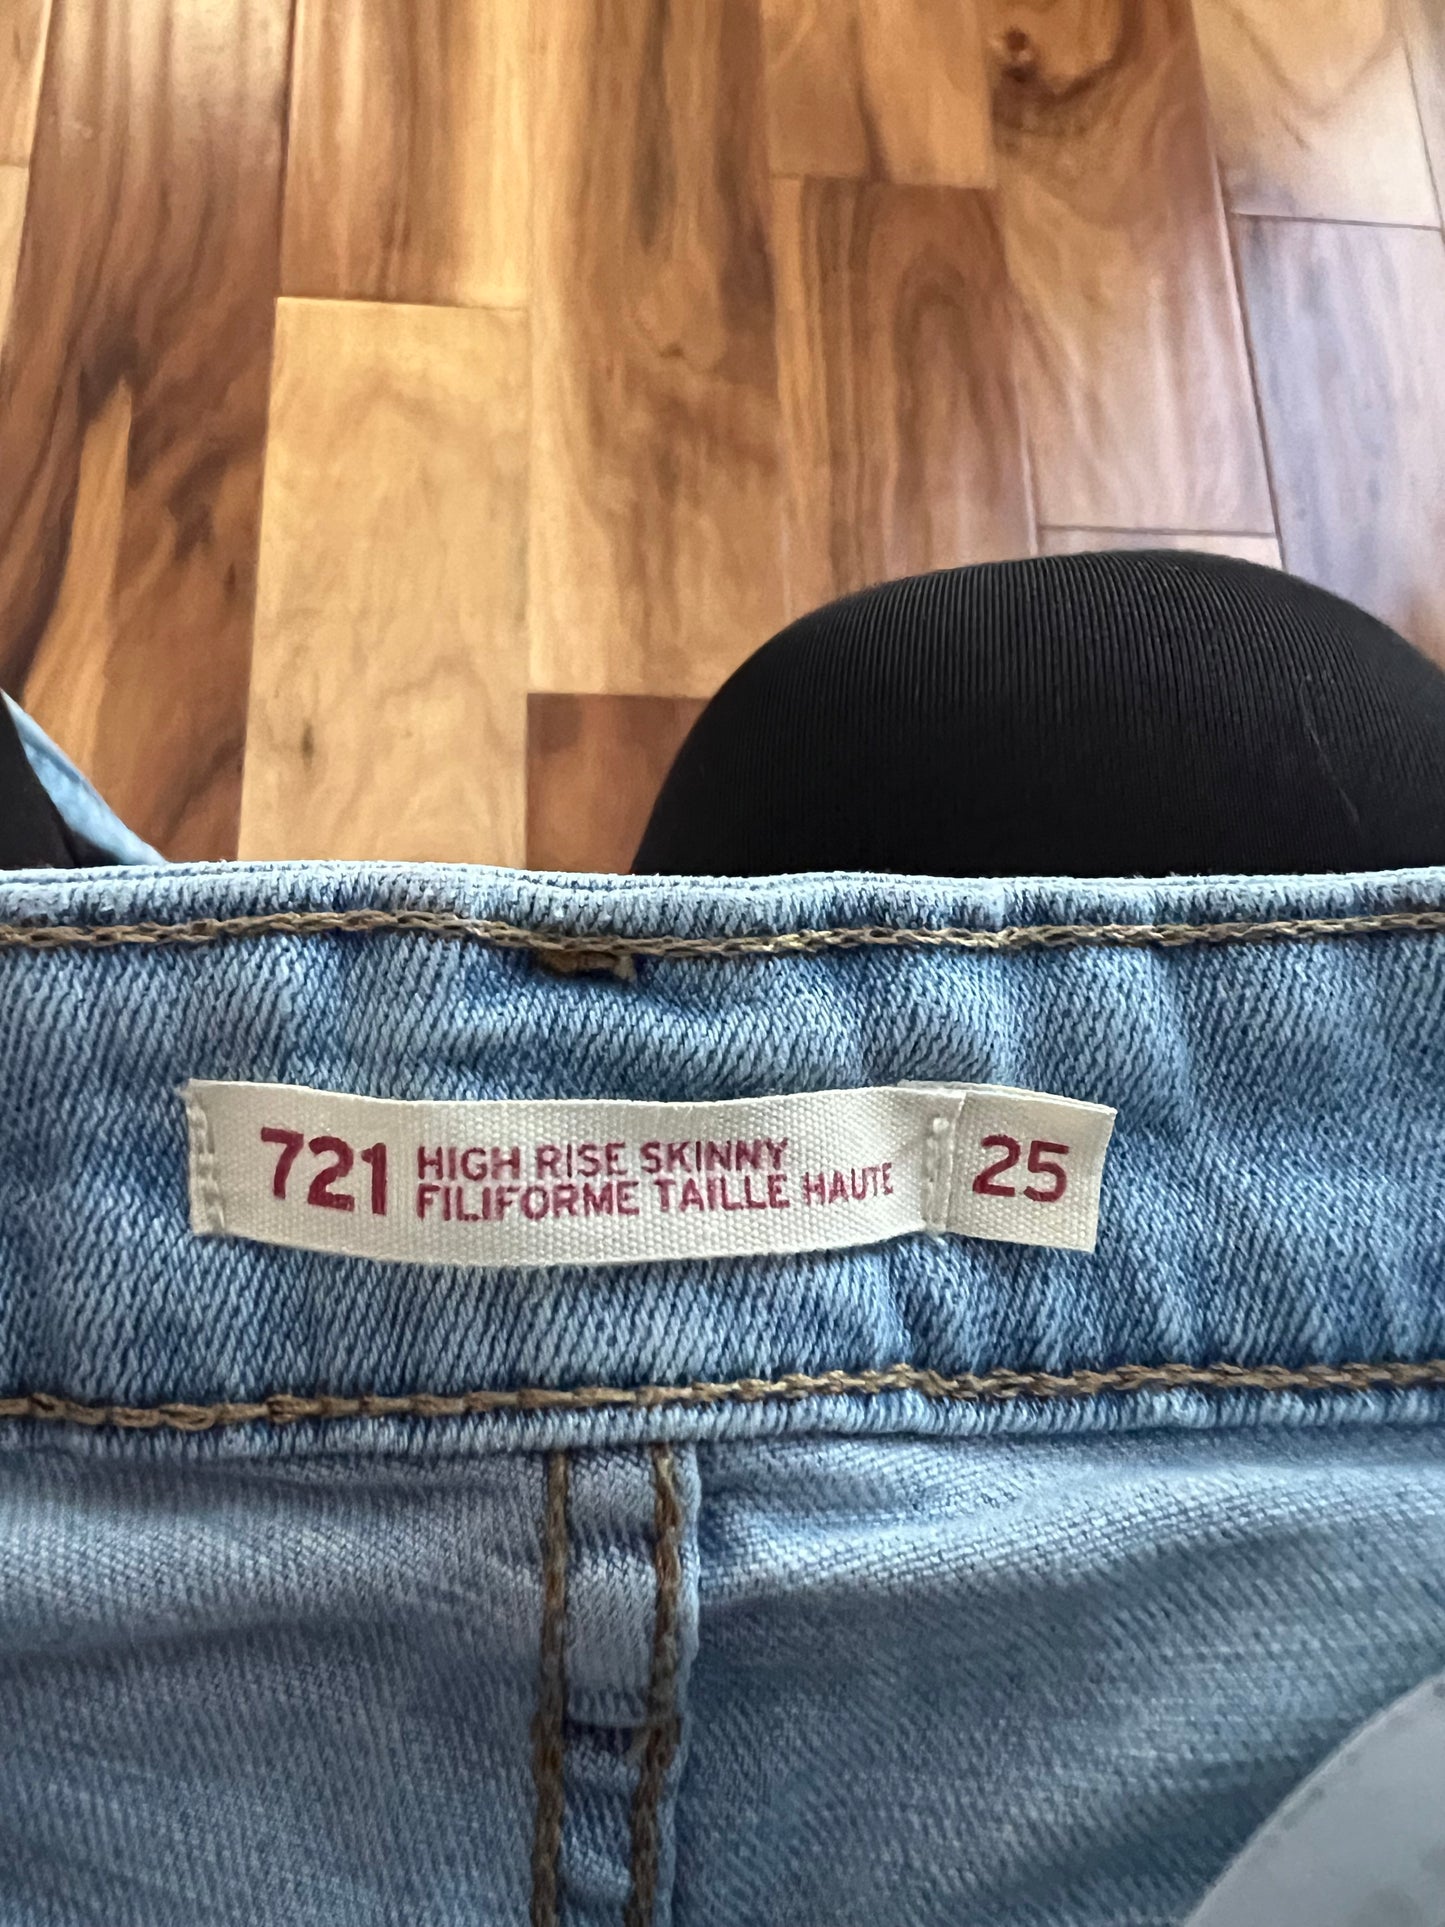 721 HIGH RISE SKINNY
FILIFORME TAILLE HAUTE
25